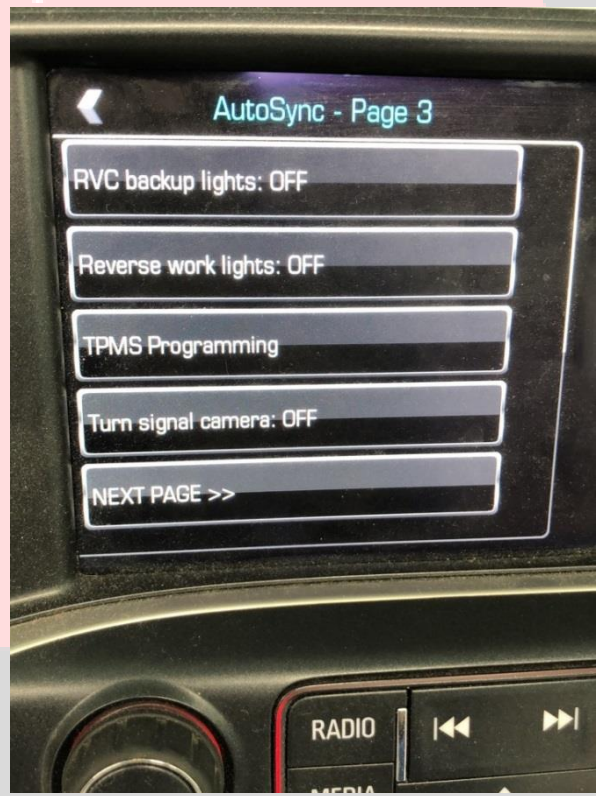 AutoSync - Page 3
RVC backup lights: OFF
Reverse work lights: OFF
TPMS Programming
Turn signal camera: OFF
NEXT PAGE >>
RADIO
MEDIA